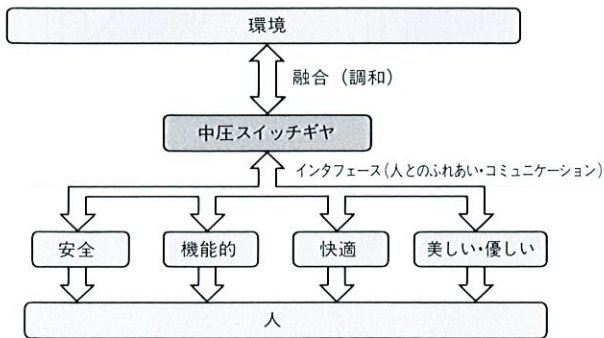 環境
融合（調和）
中圧スイッチギヤ
インタフェース（人とのふれあい・コミュニケーション）
安全
機能的
快適
美しい・優しい
人